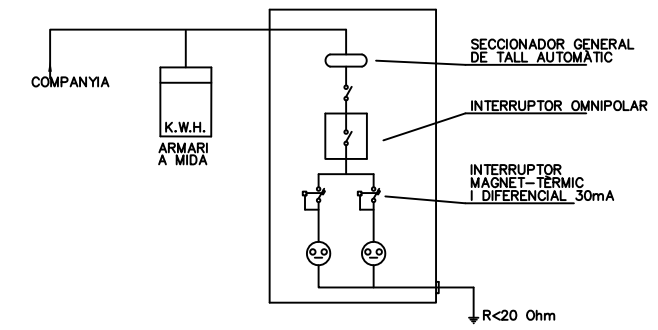 SECCIONADOR GENERAL
DE TALL AUTOMÀTIC
COMPANYIA
K.W.H.
ARMARI
A MIDA
INTERRUPTOR OMNIPOLAR
INTERRUPTOR
MAGNET-TÈRMIC
I DIFERENCIAL 30mA
R<20 Ohm